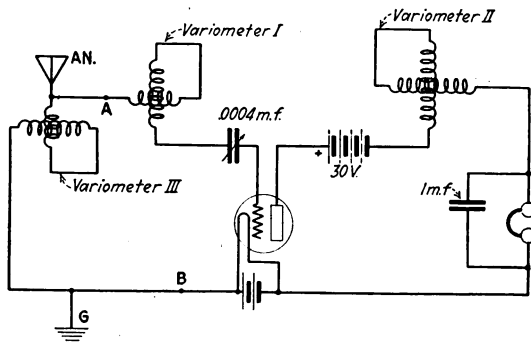 Variometer I
Variometer II
AN.
A
.0004 m.f.
Variometer III
+
30 V.
1 m.f.
B
G